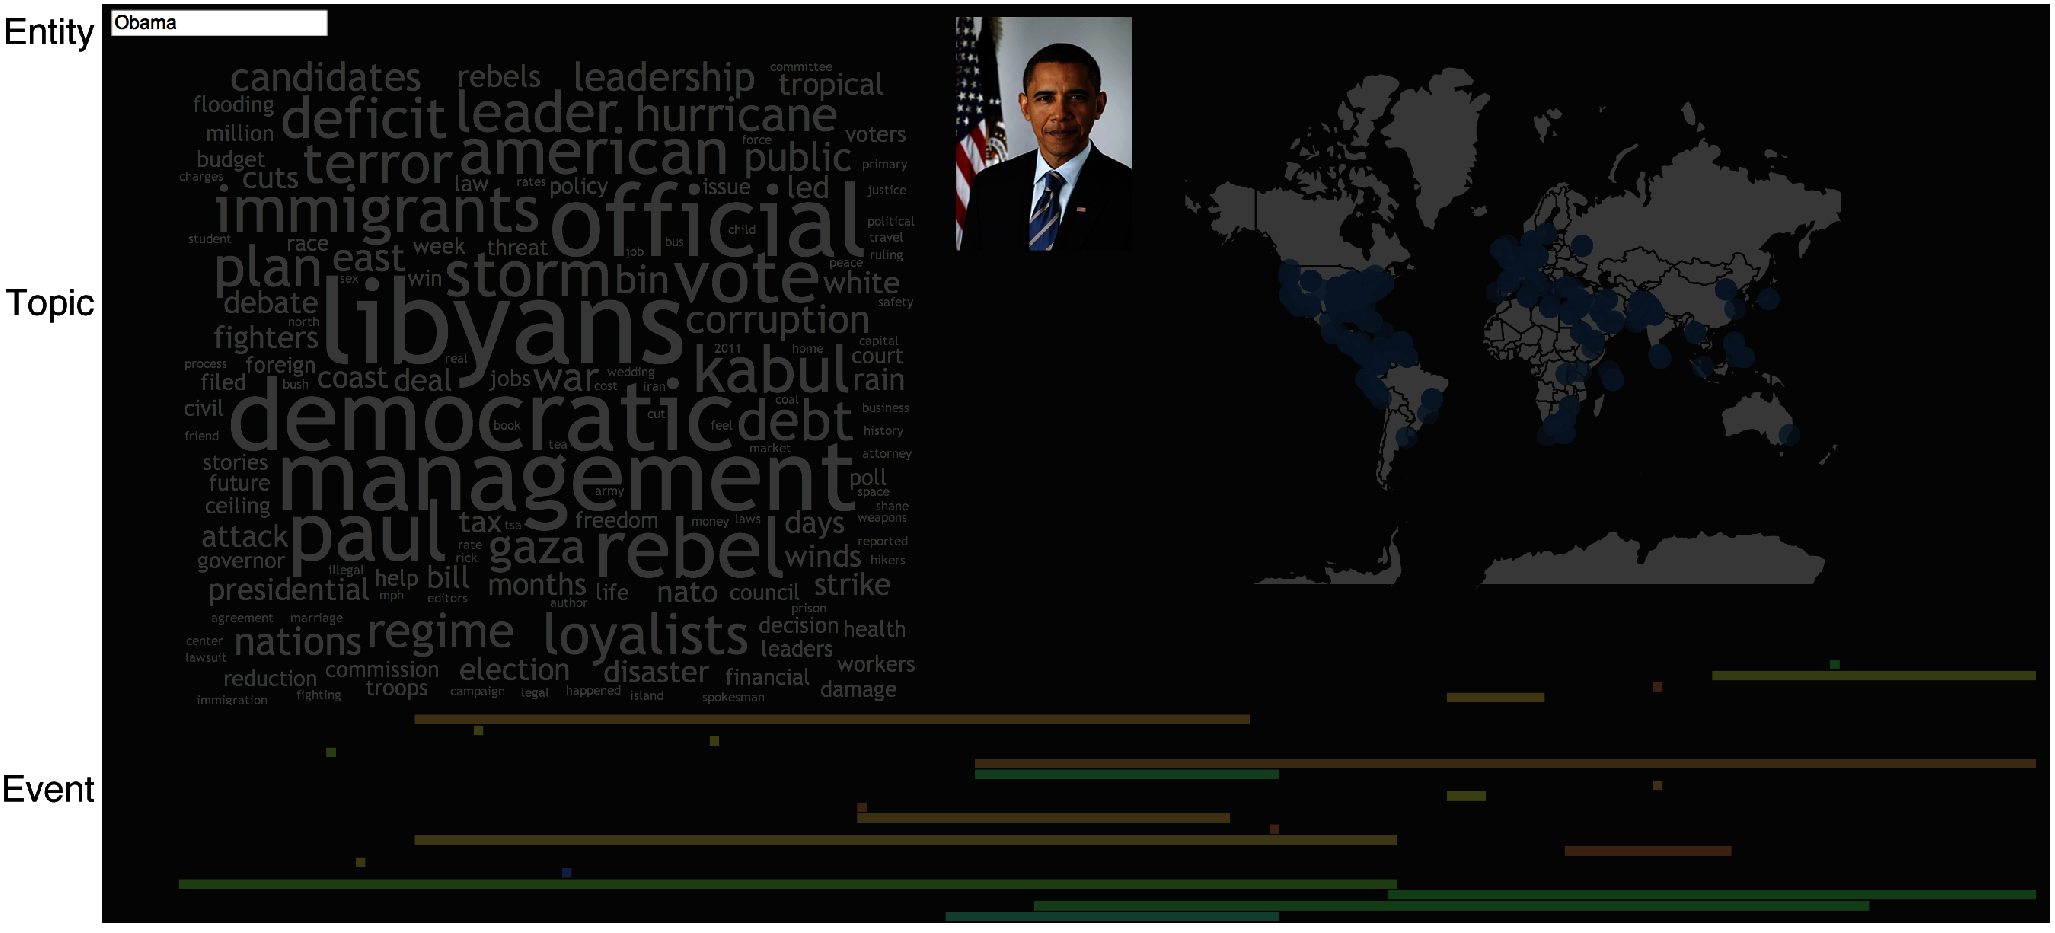 Entity
Obama
candidates rebels leadership committee tropical
flooding deficit leader hurricane
million voters
terror american force public
budget primary
charges cuts law rates policy issue led justice
immigrants official political
student race week threat job bus child travel
plan east storm bin vote peace ruling
sex win white
Topic
debate libyans safety
north corruption
fighters real 2011 home capital
process foreign kabul court
filed bush coast deal jobs war wedding cost iran rain
civil democratic cut coal debt business
friend book tea feel market history
stories management attorney
future army poll space
ceiling shane
attack paul tax tsa freedom money laws days weapons
governor rate rick gaza rebel winds reported hikers
illegal
presidential mph help bill editors months author life nato council strike
prison
agreement marriage
center nations regime loyalists decision health
lawsuit leaders
reduction commission election disaster financial workers
immigration fighting troops campaign legal happened island spokesman damage
Event